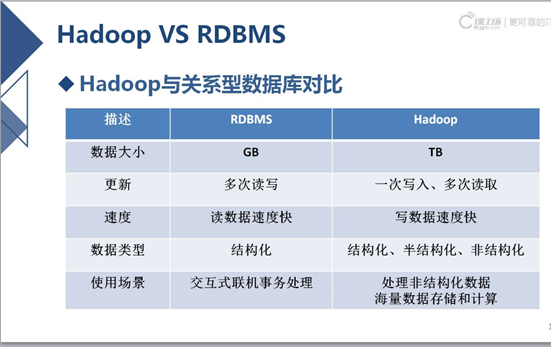 课工场 | 更可靠的IT
kgc.cn
Hadoop VS RDBMS
Hadoop与关系型数据库对比
描述 RDBMS Hadoop
数据大小 GB TB
更新 多次读写 一次写入、多次读取
速度 读数据速度快 写数据速度快
数据类型 结构化 结构化、半结构化、非结构化
使用场景 交互式联机事务处理 处理非结构化数据
海量数据存储和计算